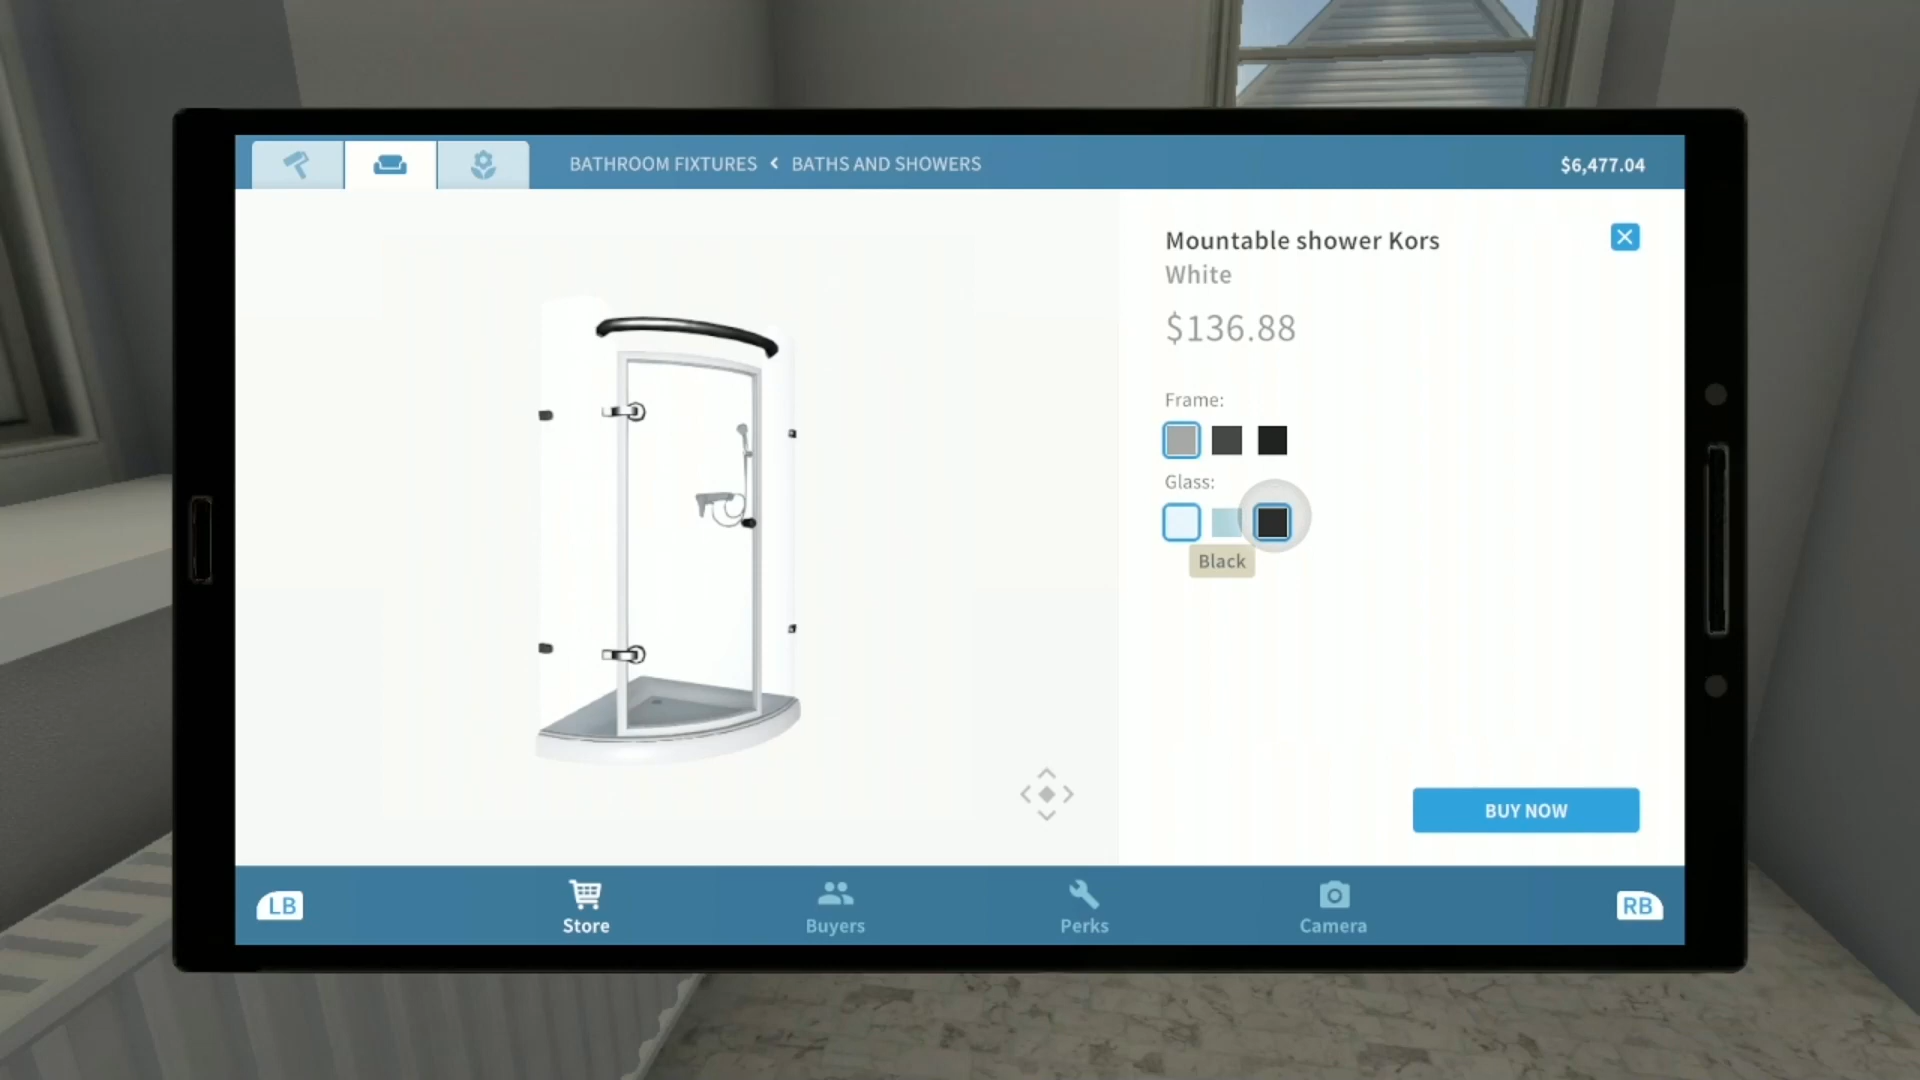 BATHROOM FIXTURES < BATHS AND SHOWERS
$6,477.04
Mountable shower Kors
White
$136.88
Frame:
Glass:
Black
BUY NOW
LB
Store
Buyers
Perks
Camera
RB